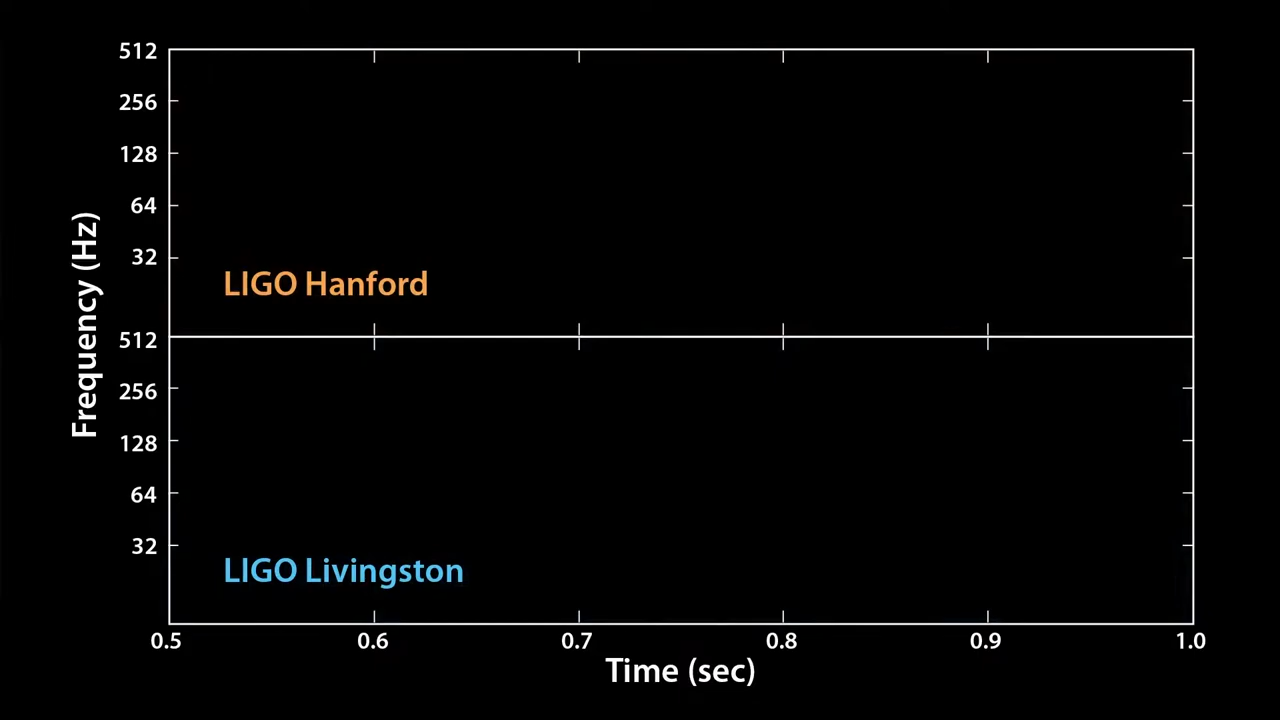 512
256
128
64
32
LIGO Hanford
Frequency (Hz)
512
256
128
64
32
LIGO Livingston
0.5 0.6 0.7 0.8 0.9 1.0
Time (sec)